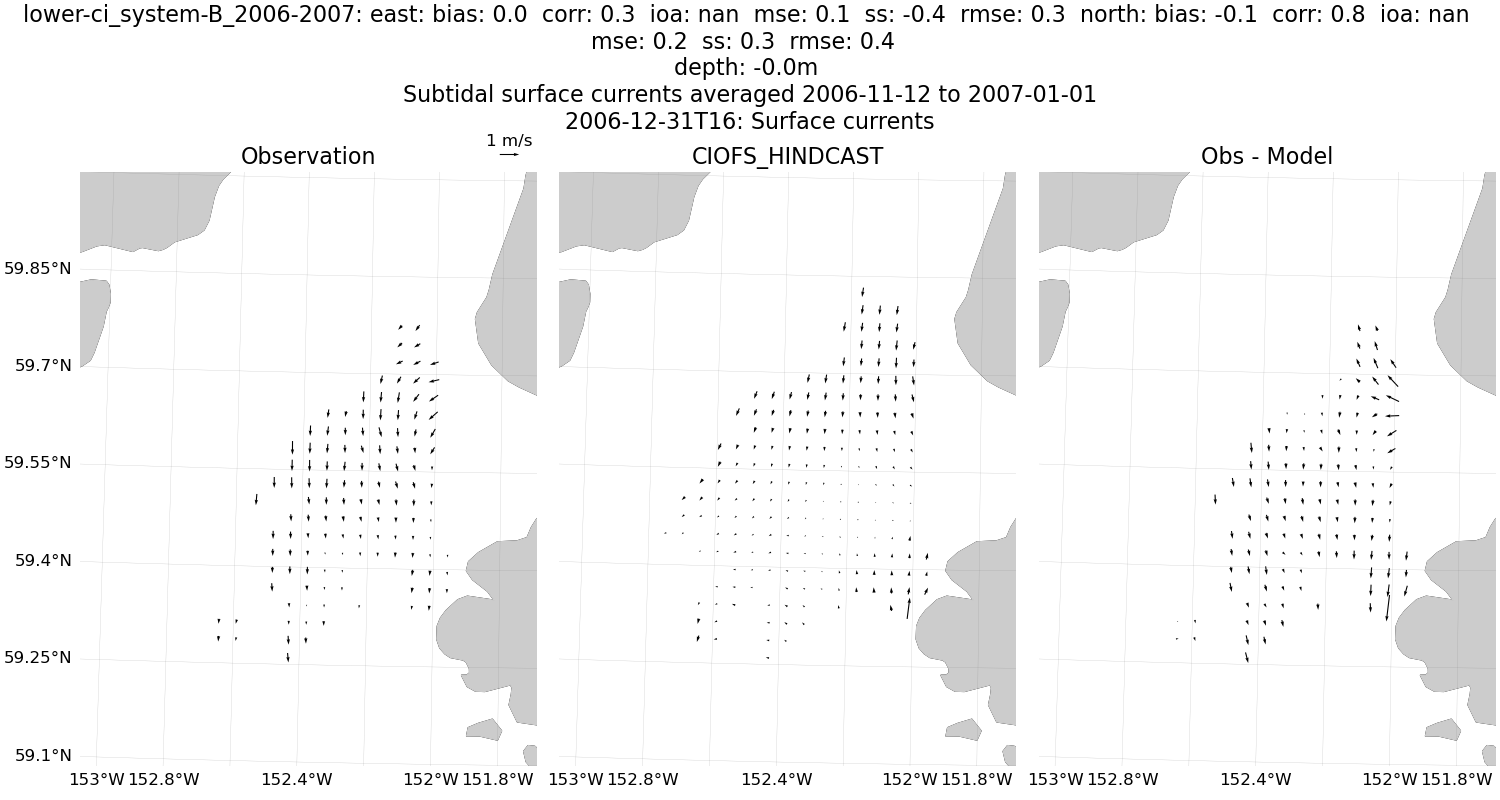 lower-ci_system-B_2006-2007: east: bias: 0.0  corr: 0.3  ioa: nan  mse: 0.1  ss: -0.4  rmse: 0.3  north: bias: -0.1  corr: 0.8  ioa: nan
mse: 0.2  ss: 0.3  rmse: 0.4
depth: -0.0m
Subtidal surface currents averaged 2006-11-12 to 2007-01-01
2006-12-31T16: Surface currents
1 m/s
Observation
CIOFS_HINDCAST
Obs - Model
59.85°N
59.7°N
59.55°N
59.4°N
59.25°N
59.1°N
153°W 152.8°W 152.4°W 152°W 151.8°W
153°W 152.8°W 152.4°W 152°W 151.8°W
153°W 152.8°W 152.4°W 152°W 151.8°W